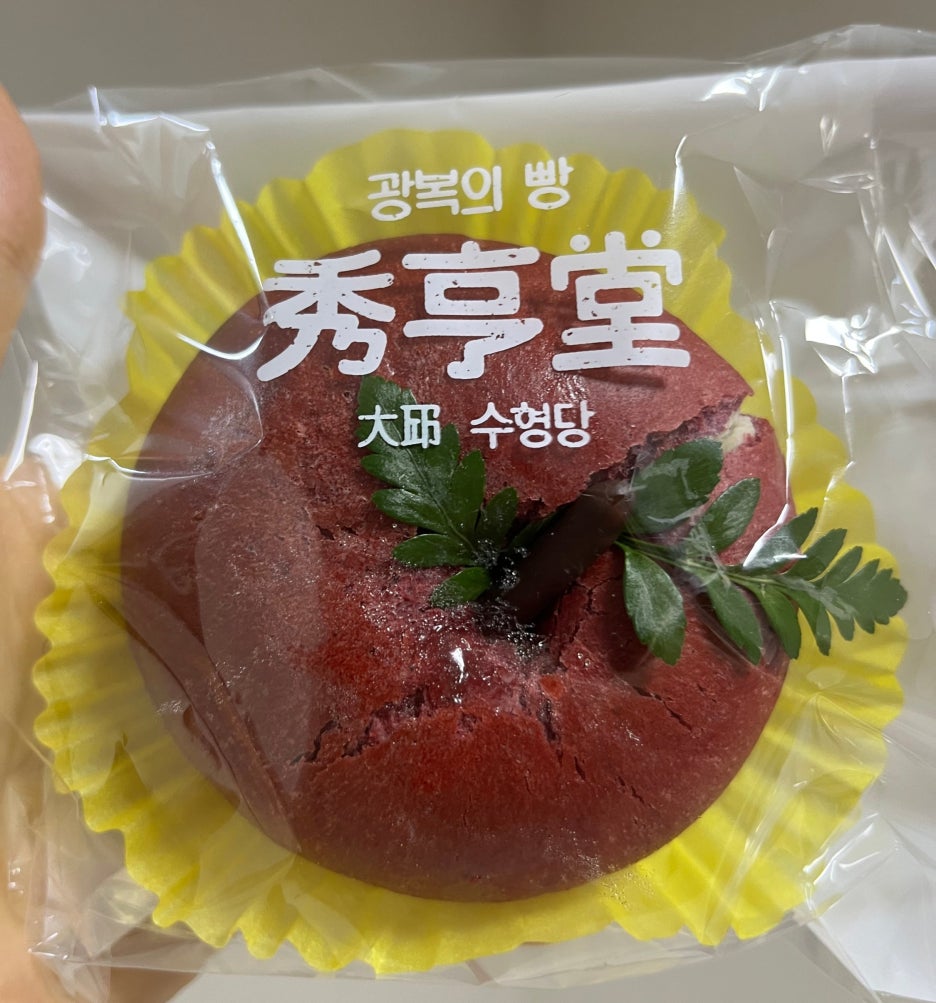 광복의 빵
秀亨堂
大邱 수형당